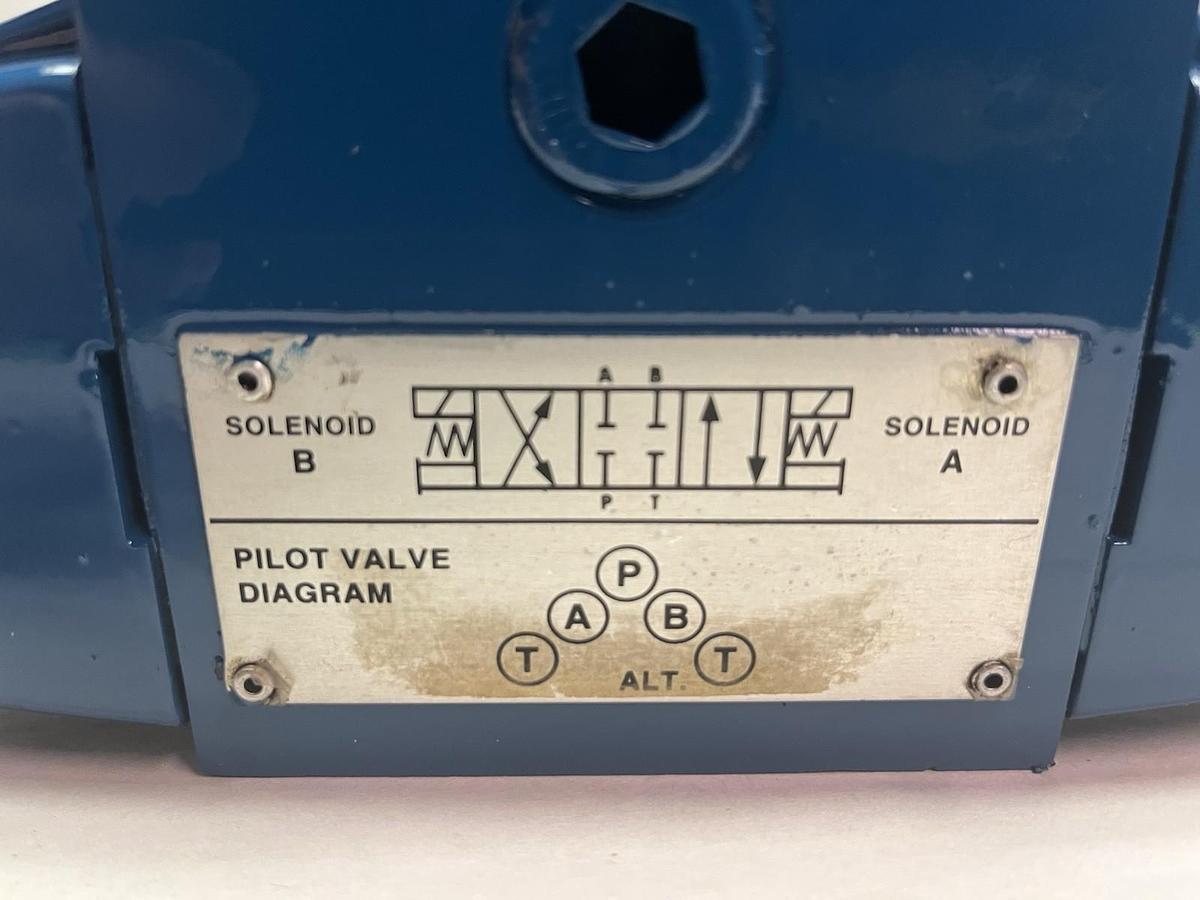 A B
SOLENOID
B
SOLENOID
A
P T
PILOT VALVE
DIAGRAM
P
A B
T T
ALT.